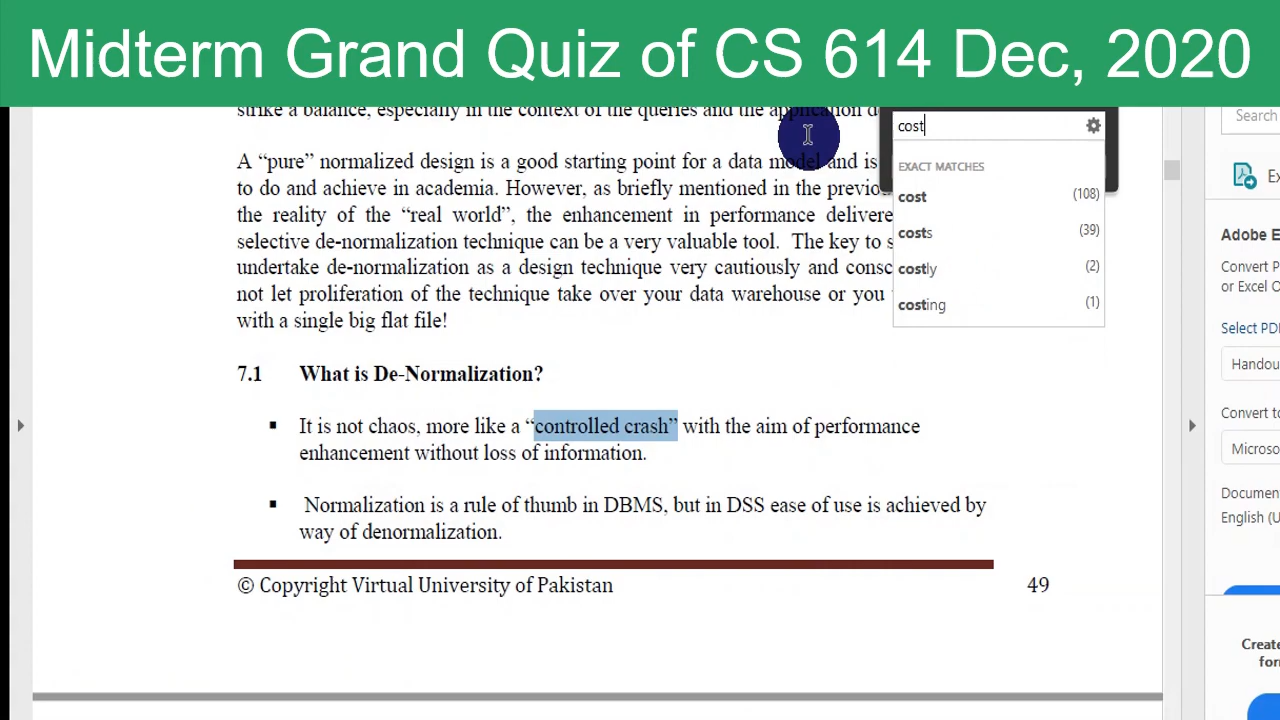 Midterm Grand Quiz of CS 614 Dec, 2020
strike a balance, especially in the context of the queries and the application d
cost
Search
EXACT MATCHES
cost (108)
costs (39)
costly (2)
costing (1)
A “pure” normalized design is a good starting point for a data model and is
to do and achieve in academia. However, as briefly mentioned in the previo
the reality of the “real world”, the enhancement in performance delivere
selective de-normalization technique can be a very valuable tool. The key to s
undertake de-normalization as a design technique very cautiously and consc
not let proliferation of the technique take over your data warehouse or you
with a single big flat file!
7.1 What is De-Normalization?
▪ It is not chaos, more like a “controlled crash” with the aim of performance
enhancement without loss of information.
▪ Normalization is a rule of thumb in DBMS, but in DSS ease of use is achieved by
way of denormalization.
© Copyright Virtual University of Pakistan 49
Ex
Adobe E
Convert P
or Excel O
Select PD
Handou
Convert to
Microso
Documen
English (U
Create
for